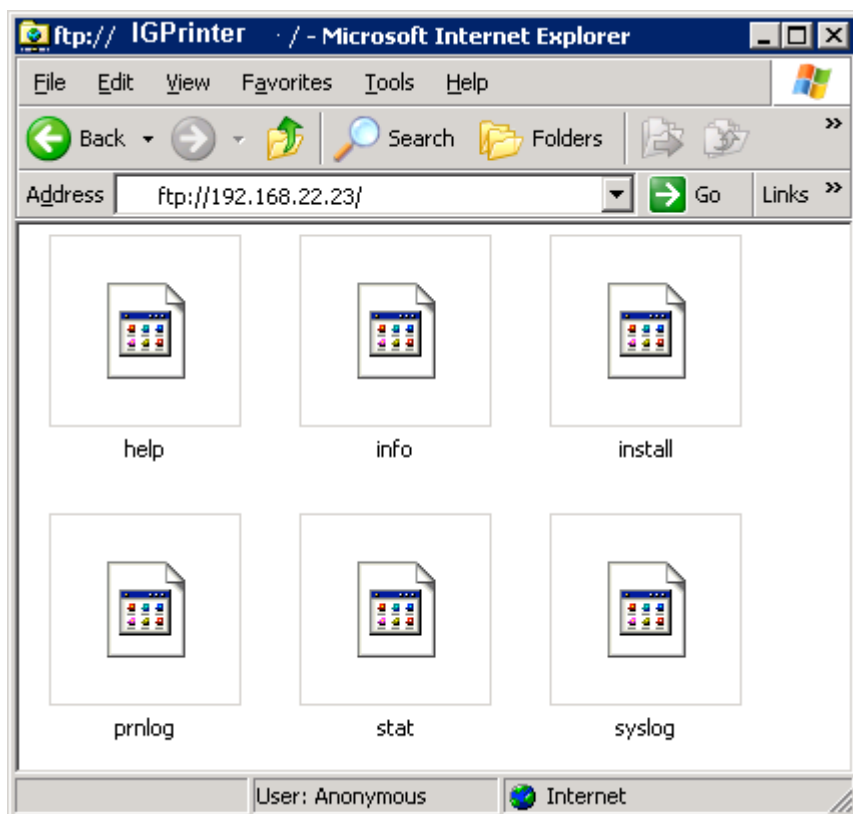 ftp:// IGPrinter · / - Microsoft Internet Explorer
File Edit View Favorites Tools Help
Back Search Folders »
Address ftp://192.168.22.23/ Go Links »
help info install
prnlog stat syslog
User: Anonymous Internet